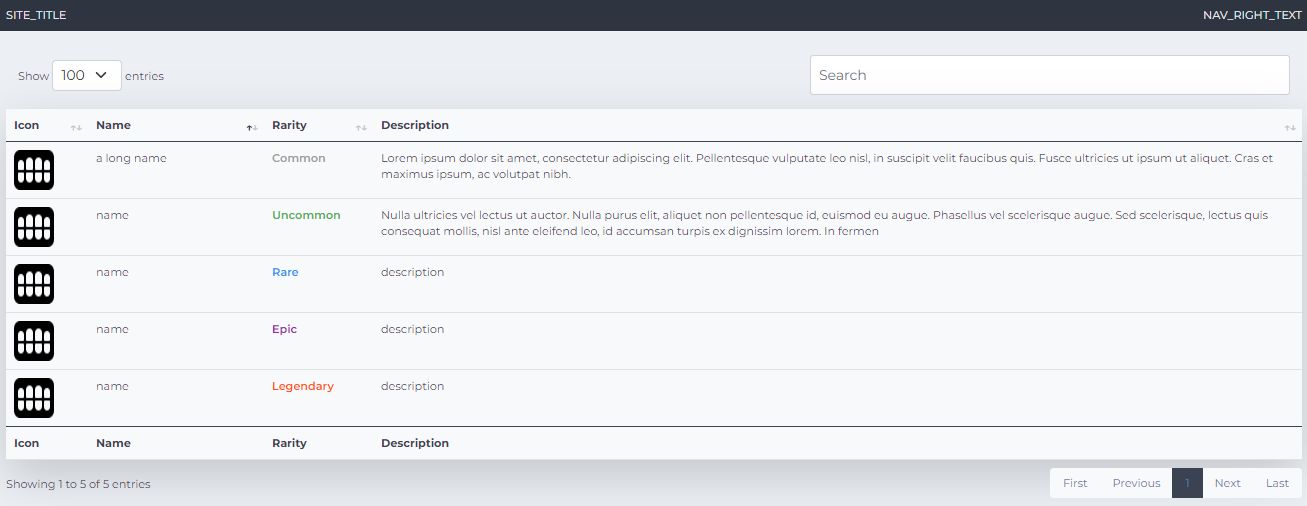 SITE_TITLE NAV_RIGHT_TEXT
Show 100 entries Search
Icon Name Rarity Description
a long name Common Lorem ipsum dolor sit amet, consectetur adipiscing elit. Pellentesque vulputate leo nisl, in suscipit velit faucibus quis. Fusce ultricies ut ipsum ut aliquet. Cras et
maximus ipsum, ac volutpat nibh.
name Uncommon Nulla ultricies vel lectus ut auctor. Nulla purus elit, aliquet non pellentesque id, euismod eu augue. Phasellus vel scelerisque augue. Sed scelerisque, lectus quis
consequat mollis, nisl ante eleifend leo, id accumsan turpis ex dignissim lorem. In fermen
name Rare description
name Epic description
name Legendary description
Icon Name Rarity Description
Showing 1 to 5 of 5 entries First Previous 1 Next Last